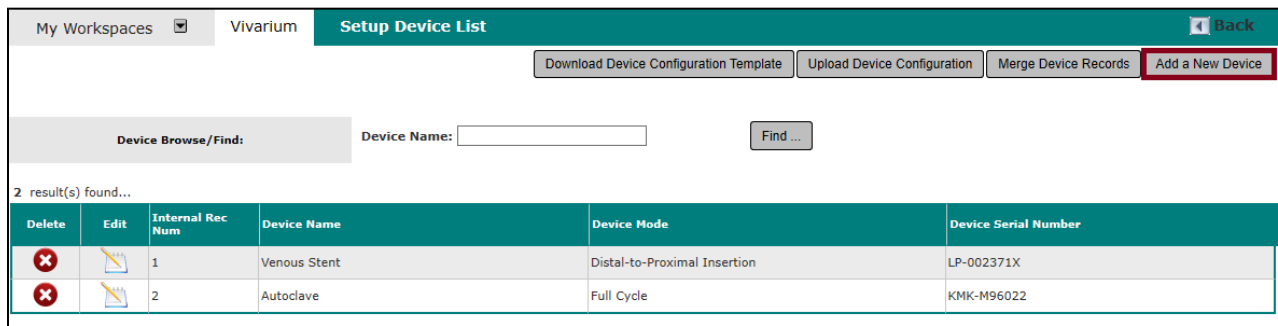 My Workspaces Vivarium Setup Device List Back
Download Device Configuration Template Upload Device Configuration Merge Device Records Add a New Device
Device Browse/Find: Device Name: Find ...
2 result(s) found...
Delete Edit Internal Rec Num Device Name Device Mode Device Serial Number
1 Venous Stent Distal-to-Proximal Insertion LP-002371X
2 Autoclave Full Cycle KMK-M96022